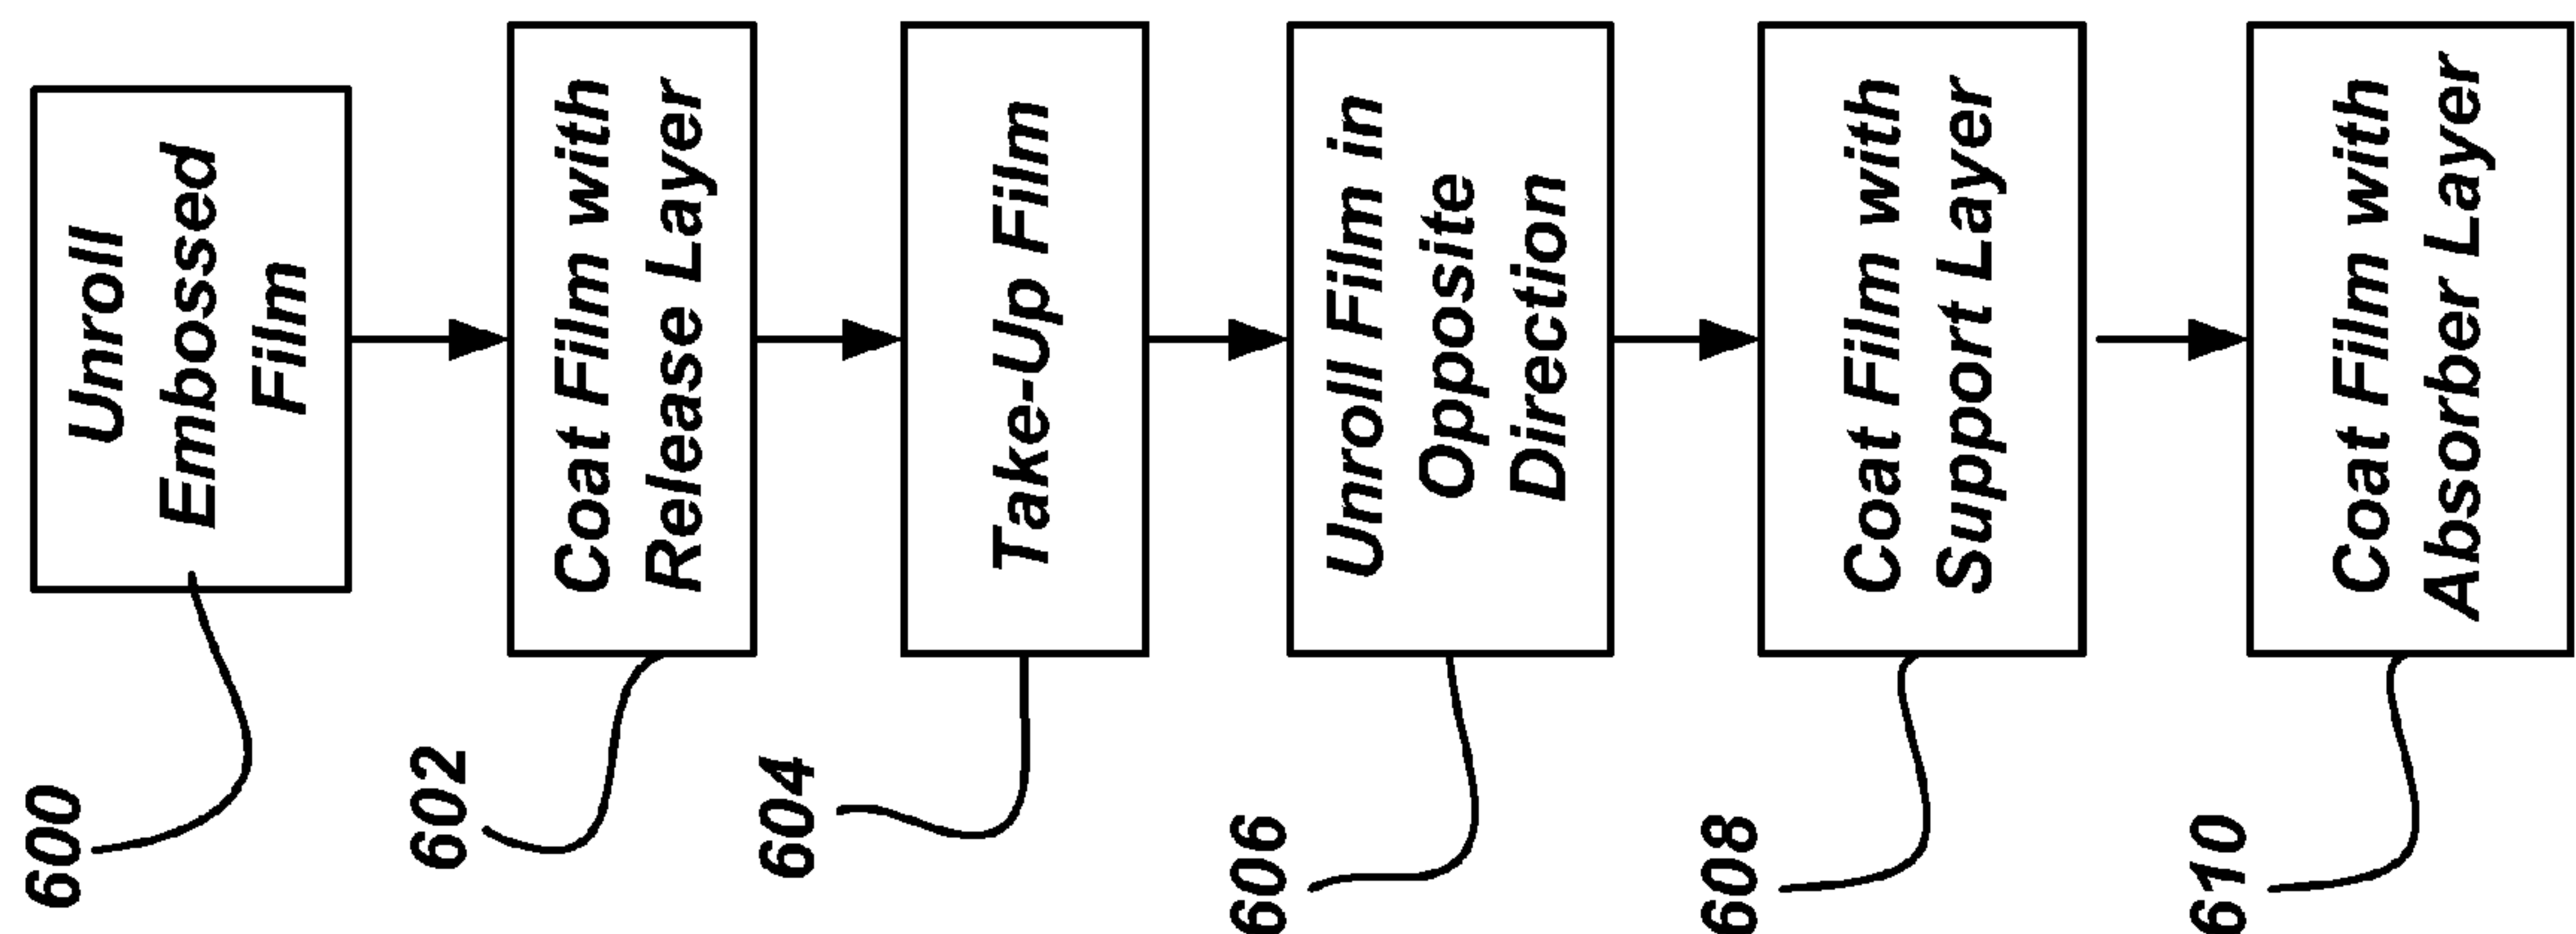 Unroll
Embossed
Film
600
Coat Film with
Release Layer
602
Take-Up Film
604
Unroll Film in
Opposite
Direction
606
Coat Film with
Support Layer
608
Coat Film with
Absorber Layer
610